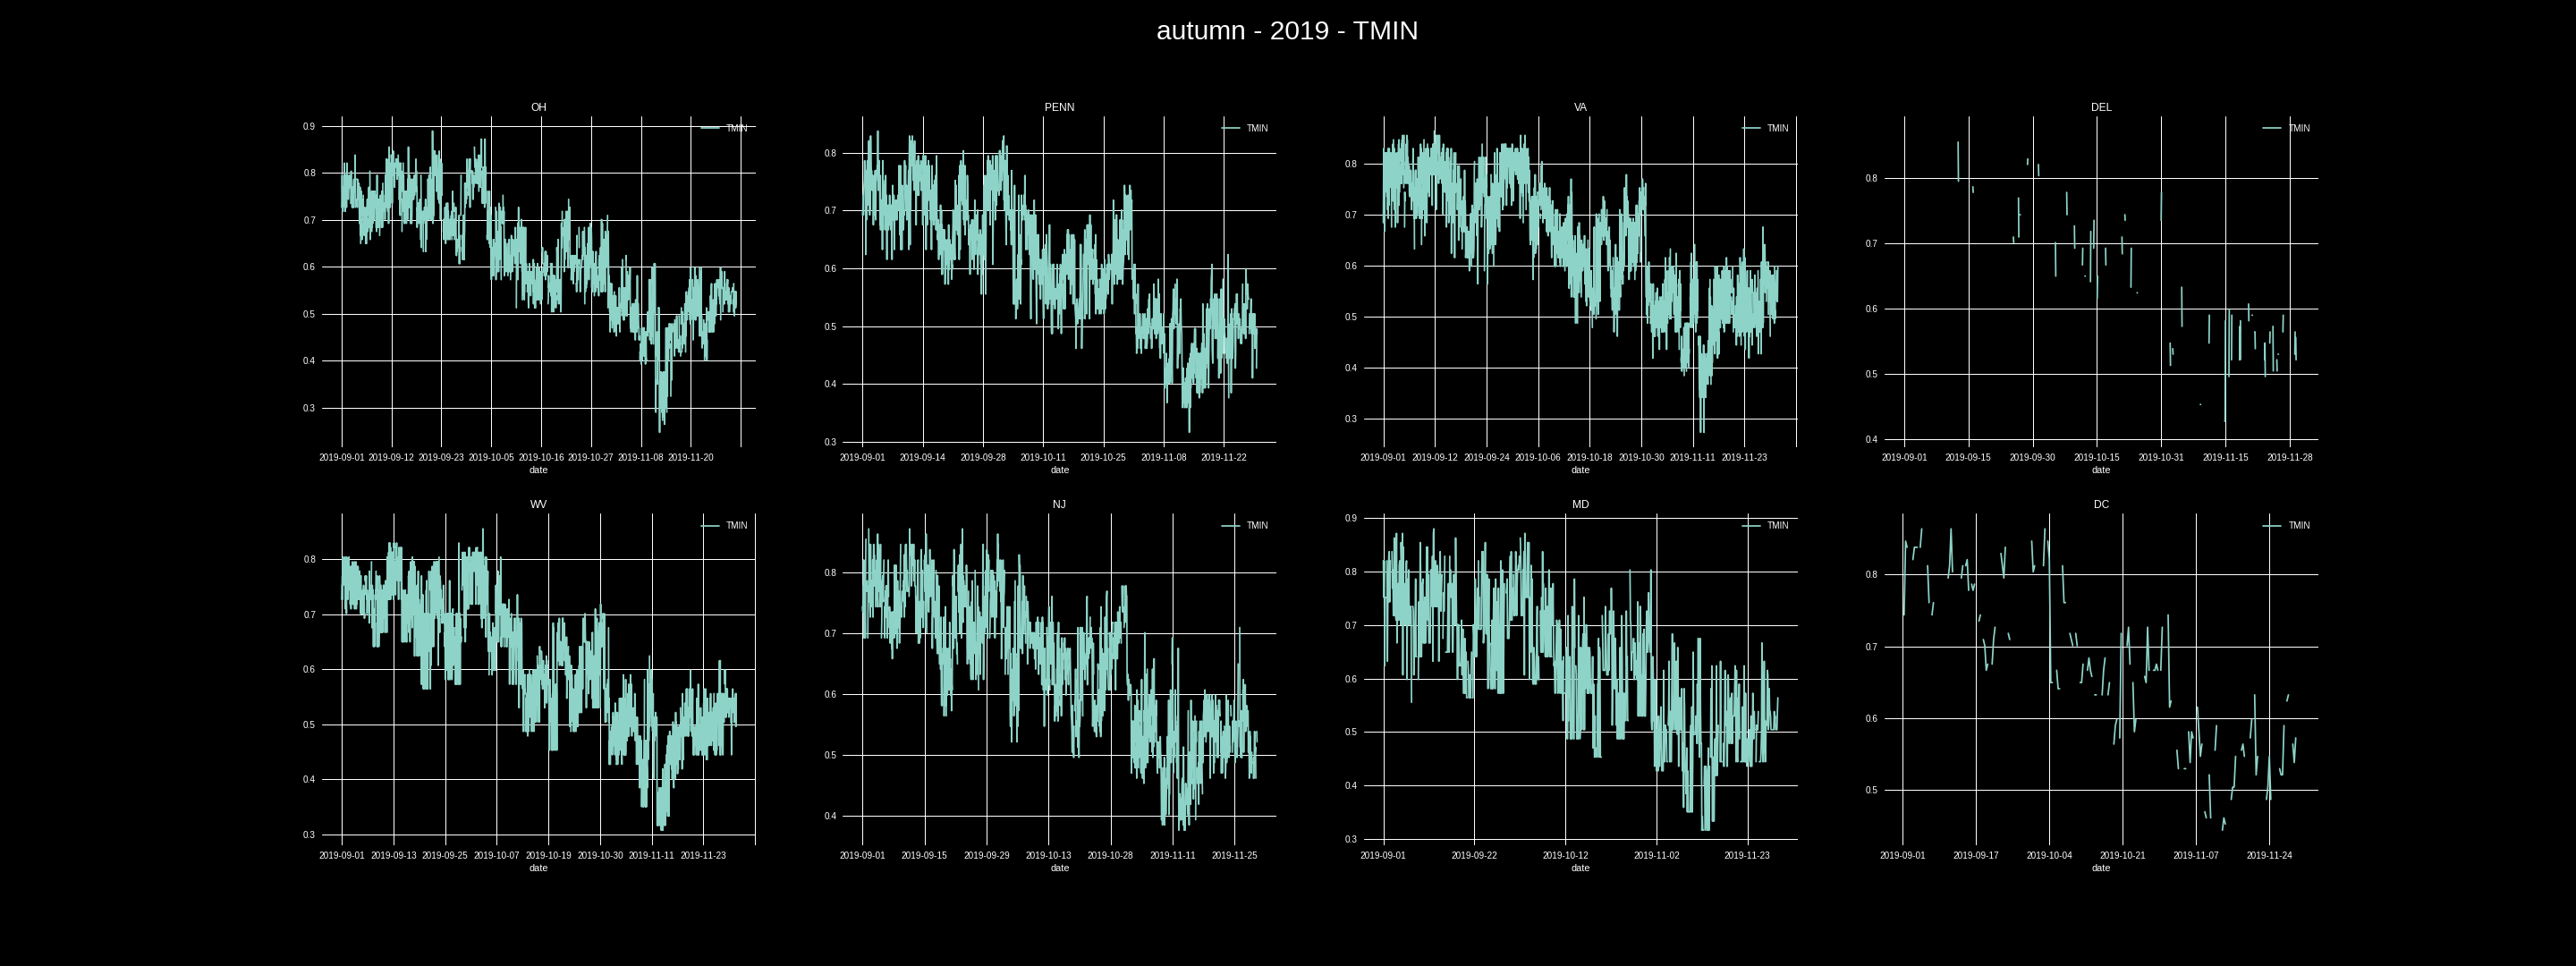 autumn - 2019 - TMIN
OH
TMIN
0.9
0.8
0.7
0.6
0.5
0.4
0.3
2019-09-01 2019-09-12 2019-09-23 2019-10-05 2019-10-16 2019-10-27 2019-11-08 2019-11-20
date
PENN
TMIN
0.8
0.7
0.6
0.5
0.4
0.3
2019-09-01 2019-09-14 2019-09-28 2019-10-11 2019-10-25 2019-11-08 2019-11-22
date
VA
TMIN
0.8
0.7
0.6
0.5
0.4
0.3
2019-09-01 2019-09-12 2019-09-24 2019-10-06 2019-10-18 2019-10-30 2019-11-11 2019-11-23
date
DEL
TMIN
0.8
0.7
0.6
0.5
0.4
2019-09-01 2019-09-15 2019-09-30 2019-10-15 2019-10-31 2019-11-15 2019-11-28
date
WV
TMIN
0.8
0.7
0.6
0.5
0.4
0.3
2019-09-01 2019-09-13 2019-09-25 2019-10-07 2019-10-19 2019-10-30 2019-11-11 2019-11-23
date
NJ
TMIN
0.8
0.7
0.6
0.5
0.4
2019-09-01 2019-09-15 2019-09-29 2019-10-13 2019-10-28 2019-11-11 2019-11-25
date
MD
TMIN
0.9
0.8
0.7
0.6
0.5
0.4
0.3
2019-09-01 2019-09-22 2019-10-12 2019-11-02 2019-11-23
date
DC
TMIN
0.8
0.7
0.6
0.5
2019-09-01 2019-09-17 2019-10-04 2019-10-21 2019-11-07 2019-11-24
date